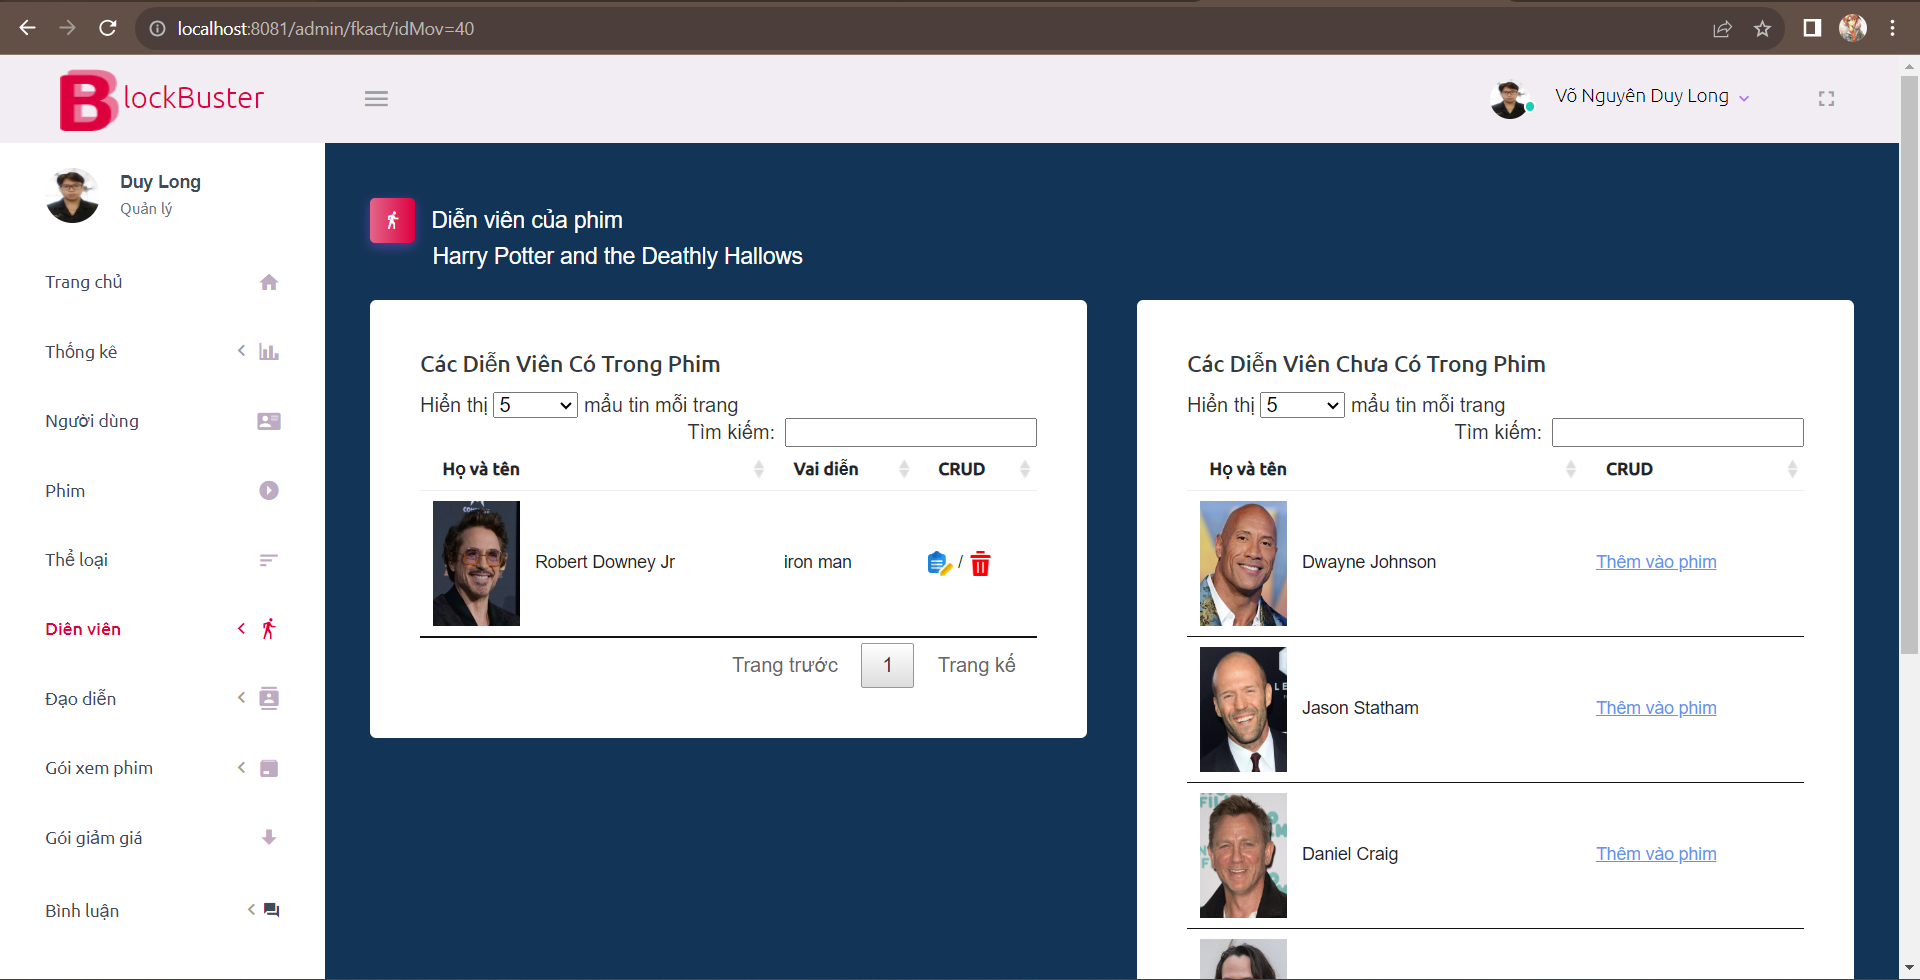 localhost:8081/admin/fkact/idMov=40
BlockBuster
Võ Nguyên Duy Long
Duy Long
Quản lý
Trang chủ
Thống kê
Người dùng
Phim
Thể loại
Diên viên
Đạo diễn
Gói xem phim
Gói giảm giá
Bình luận
Diễn viên của phim
Harry Potter and the Deathly Hallows
Các Diễn Viên Có Trong Phim
Hiển thị 5 mẩu tin mỗi trang
Tìm kiếm:
Họ và tên Vai diễn CRUD
Robert Downey Jr iron man /
Trang trước 1 Trang kế
Các Diễn Viên Chưa Có Trong Phim
Hiển thị 5 mẩu tin mỗi trang
Tìm kiếm:
Họ và tên CRUD
Dwayne Johnson Thêm vào phim
Jason Statham Thêm vào phim
Daniel Craig Thêm vào phim